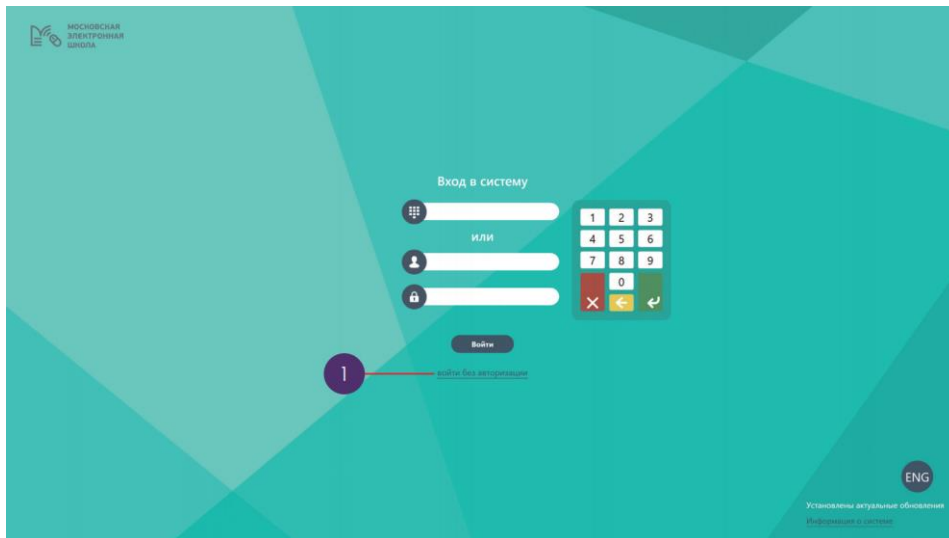 МОСКОВСКАЯ
ЭЛЕКТРОННАЯ
ШКОЛА
Вход в систему
или
1 2 3
4 5 6
7 8 9
0
Войти
1
войти без авторизации
ENG
Установлены актуальные обновления
Информация о системе